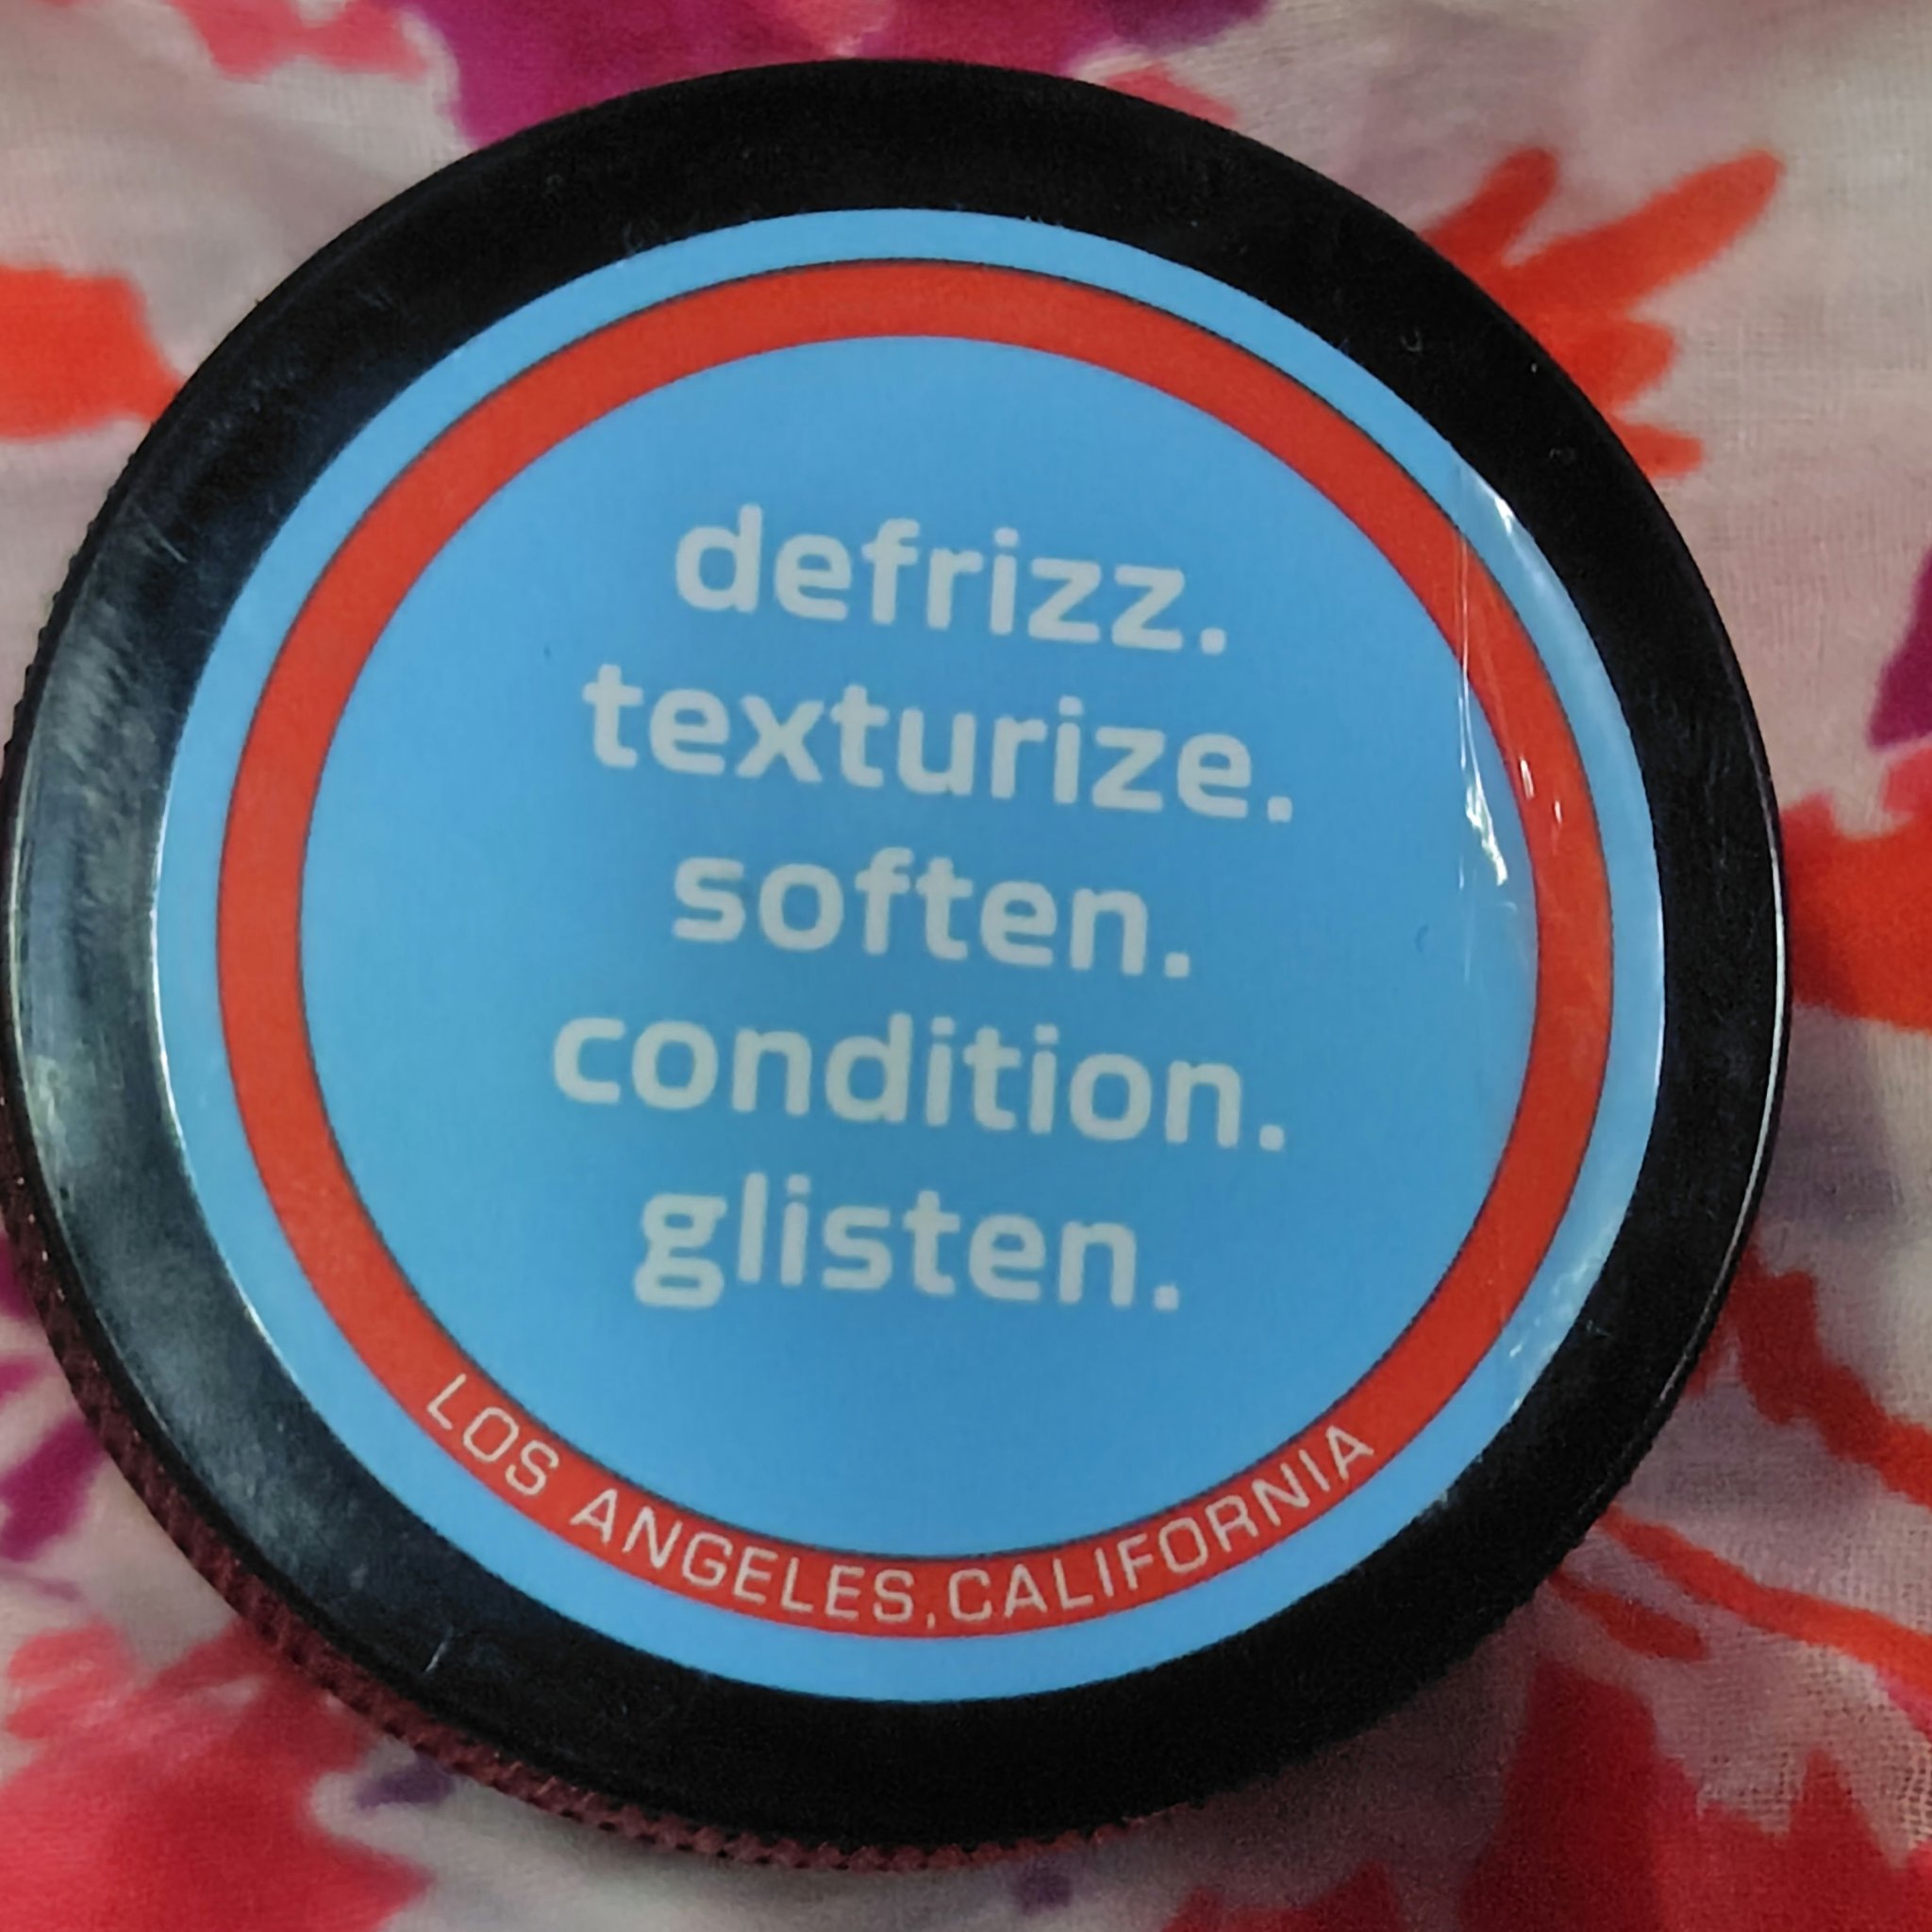 defrizz.
texturize.
soften.
condition.
glisten.
LOS ANGELES, CALIFORNIA